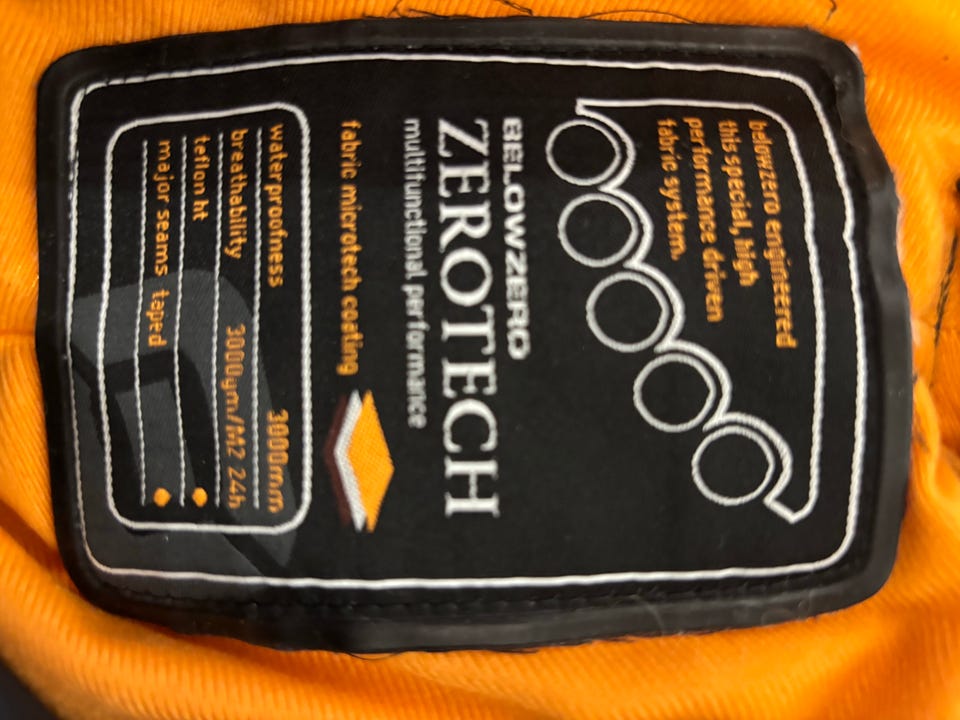 belowzero engineered
this special, high
performance driven
fabric system.
BELOWZERO
ZEROTECH
multifunctional performance
fabric microtech coating
waterproofness 3000mm
breathability 3000gm/M2 24h
teflon ht
major seams taped